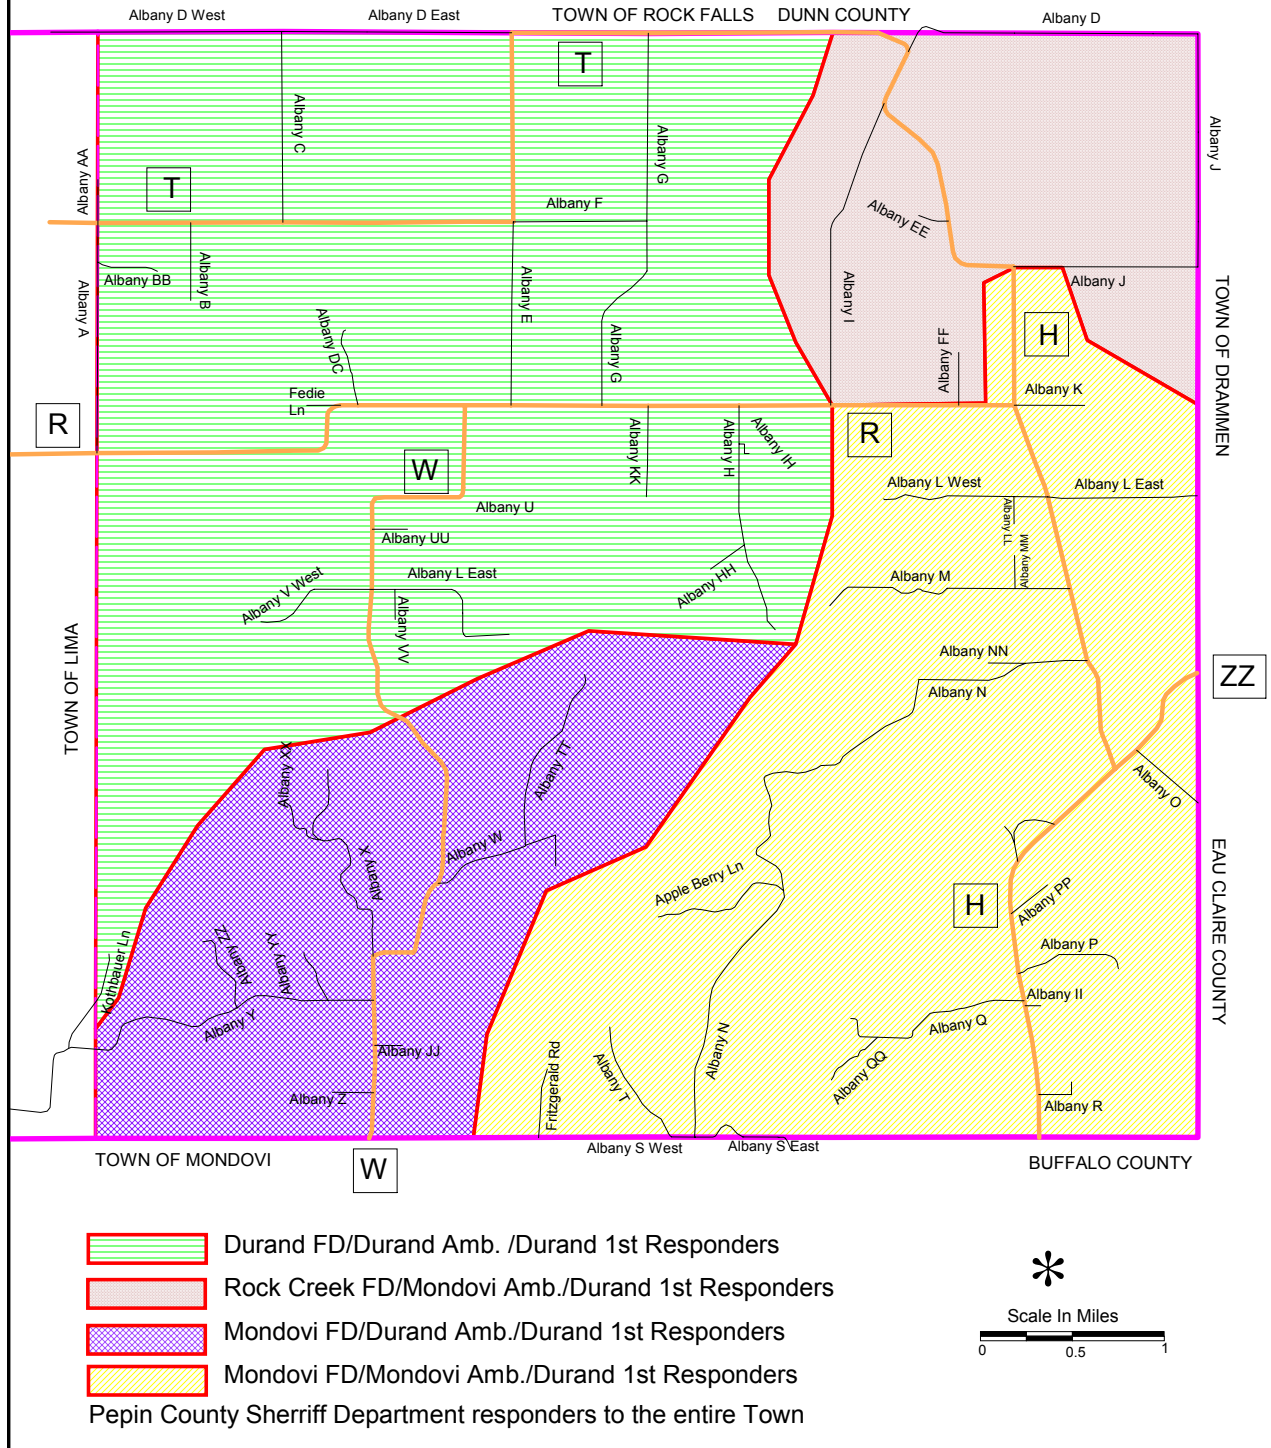 Albany D West
Albany D East
TOWN OF ROCK FALLS
DUNN COUNTY
Albany D
T
Albany C
Albany G
Albany J
Albany AA
T
Albany F
Albany EE
Albany BB
Albany B
Albany A
Albany E
Albany I
Albany J
TOWN OF DRAMMEN
Albany DC
Albany G
H
Albany FF
Fedie
Ln
Albany K
R
R
Albany KK
Albany H
Albany IH
W
Albany L West
Albany L East
Albany U
Albany LL
Albany UU
Albany MM
Albany V West
Albany L East
Albany HH
Albany M
Albany VV
TOWN OF LIMA
Albany NN
ZZ
Albany N
Albany XX
Albany TT
Albany O
Albany W
Albany X
Apple Berry Ln
EAU CLAIRE COUNTY
H
Albany PP
Kothbauer Ln
Albany ZZ
Albany YY
Albany P
Albany II
Albany Y
Albany Q
Albany JJ
Fritzgerald Rd
Albany T
Albany N
Albany QQ
Albany Z
Albany R
Albany S West
Albany S East
TOWN OF MONDOVI
W
BUFFALO COUNTY
Durand FD/Durand Amb. /Durand 1st Responders
Rock Creek FD/Mondovi Amb./Durand 1st Responders
Mondovi FD/Durand Amb./Durand 1st Responders
Mondovi FD/Mondovi Amb./Durand 1st Responders
Pepin County Sherriff Department responders to the entire Town
*
Scale In Miles
0 0.5 1